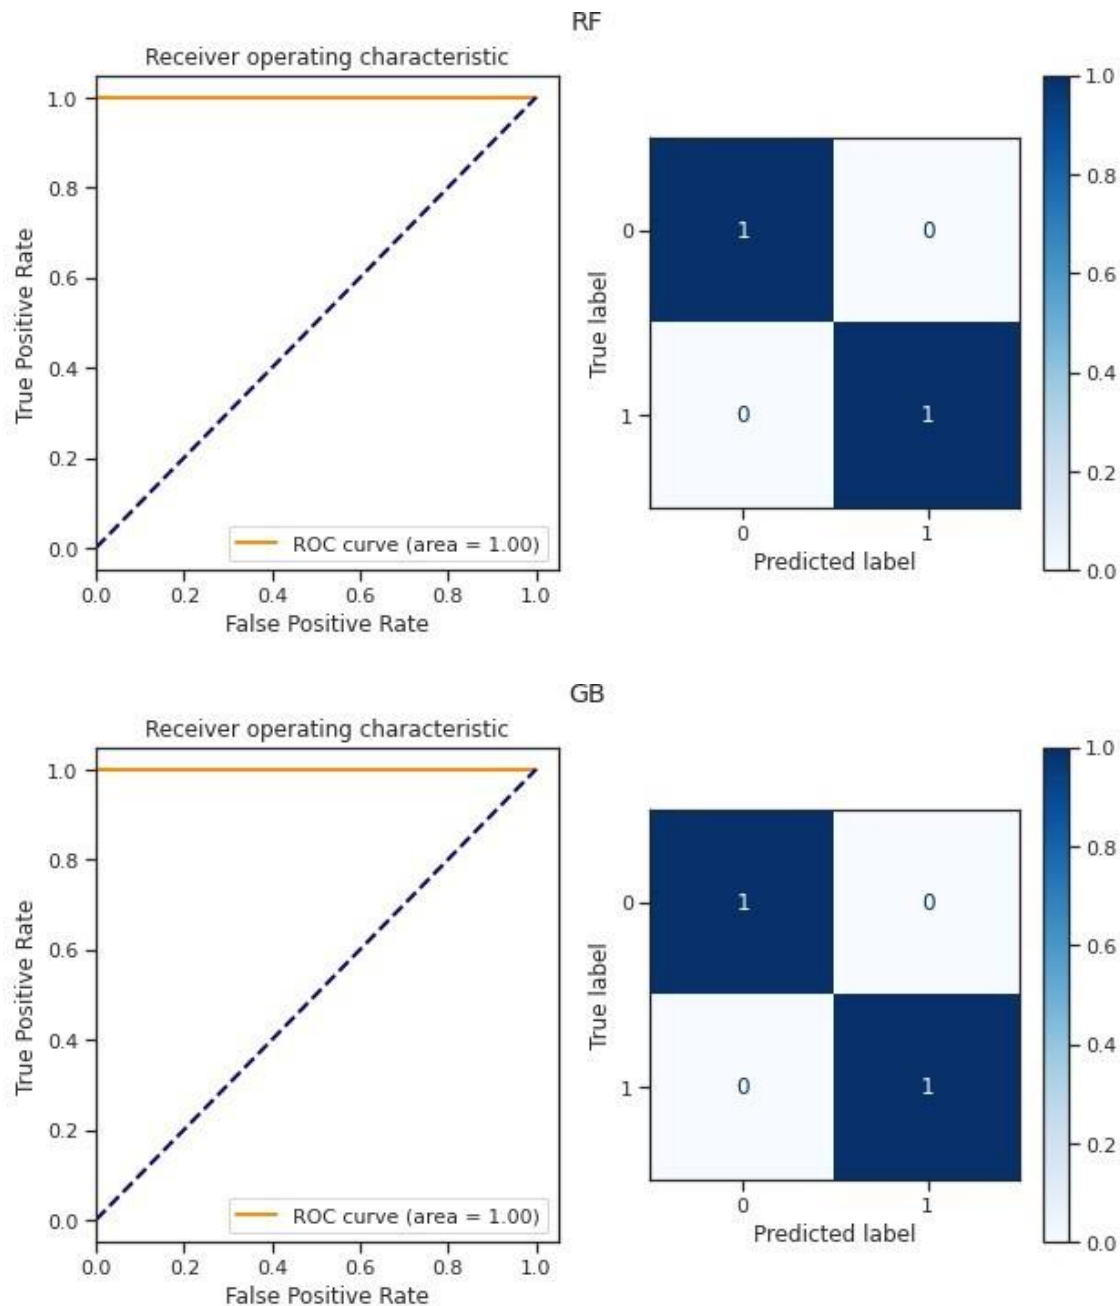 RF
Receiver operating characteristic
True Positive Rate
1.0
0.8
0.6
0.4
0.2
0.0
ROC curve (area = 1.00)
0.0 0.2 0.4 0.6 0.8 1.0
False Positive Rate
True label
0 1 0
1 0 1
0 1
Predicted label
1.0
0.8
0.6
0.4
0.2
0.0
GB
Receiver operating characteristic
True Positive Rate
1.0
0.8
0.6
0.4
0.2
0.0
ROC curve (area = 1.00)
0.0 0.2 0.4 0.6 0.8 1.0
False Positive Rate
True label
0 1 0
1 0 1
0 1
Predicted label
1.0
0.8
0.6
0.4
0.2
0.0